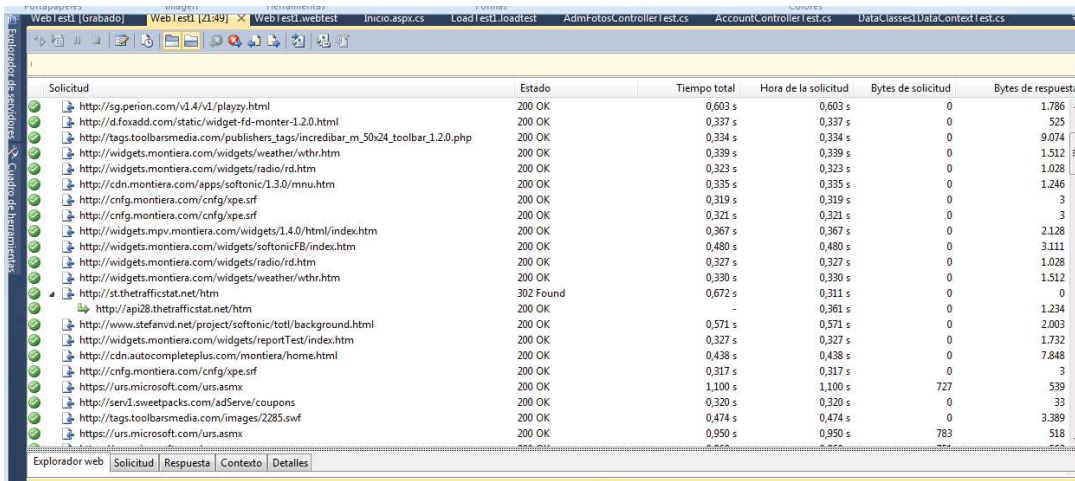 Portapapeles Imagen Herramientas Formas Colores
WebTest1 [Grabado] WebTest1 [21:49] WebTest1.webtest Inicio.aspx.cs LoadTest1.loadtest AdmFotosControllerTest.cs AccountControllerTest.cs DataClasses1DataContextTest.cs
Explorador de servidores
Cuadro de herramientas
Solicitud Estado Tiempo total Hora de la solicitud Bytes de solicitud Bytes de respuesta
http://sg.perion.com/v1.4/v1/playzy.html 200 OK 0,603 s 0,603 s 0 1.786
http://d.foxadd.com/static/widget-fd-monter-1.2.0.html 200 OK 0,337 s 0,337 s 0 525
http://tags.toolbarsmedia.com/publishers_tags/incredibar_m_50x24_toolbar_1.2.0.php 200 OK 0,334 s 0,334 s 0 9.074
http://widgets.montiera.com/widgets/weather/wthr.htm 200 OK 0,339 s 0,339 s 0 1.512
http://widgets.montiera.com/widgets/radio/rd.htm 200 OK 0,323 s 0,323 s 0 1.028
http://cdn.montiera.com/apps/softonic/1.3.0/mnu.htm 200 OK 0,335 s 0,335 s 0 1.246
http://cnfg.montiera.com/cnfg/xpe.srf 200 OK 0,319 s 0,319 s 0 3
http://cnfg.montiera.com/cnfg/xpe.srf 200 OK 0,321 s 0,321 s 0 3
http://widgets.mpv.montiera.com/widgets/1.4.0/html/index.htm 200 OK 0,367 s 0,367 s 0 2.128
http://widgets.montiera.com/widgets/softonicFB/index.htm 200 OK 0,480 s 0,480 s 0 3.111
http://widgets.montiera.com/widgets/radio/rd.htm 200 OK 0,327 s 0,327 s 0 1.028
http://widgets.montiera.com/widgets/weather/wthr.htm 200 OK 0,330 s 0,330 s 0 1.512
http://st.thetrafficstat.net/htm 302 Found 0,672 s 0,311 s 0 0
http://api28.thetrafficstat.net/htm 200 OK - 0,361 s 0 1.234
http://www.stefanvd.net/project/softonic/totl/background.html 200 OK 0,571 s 0,571 s 0 2.003
http://widgets.montiera.com/widgets/reportTest/index.htm 200 OK 0,327 s 0,327 s 0 1.732
http://cdn.autocompleteplus.com/montiera/home.html 200 OK 0,438 s 0,438 s 0 7.848
http://cnfg.montiera.com/cnfg/xpe.srf 200 OK 0,317 s 0,317 s 0 3
https://urs.microsoft.com/urs.asmx 200 OK 1,100 s 1,100 s 727 539
http://serv1.sweetpacks.com/adServe/coupons 200 OK 0,320 s 0,320 s 0 33
http://tags.toolbarsmedia.com/images/2285.swf 200 OK 0,474 s 0,474 s 0 3.389
https://urs.microsoft.com/urs.asmx 200 OK 0,950 s 0,950 s 783 518
Explorador web Solicitud Respuesta Contexto Detalles